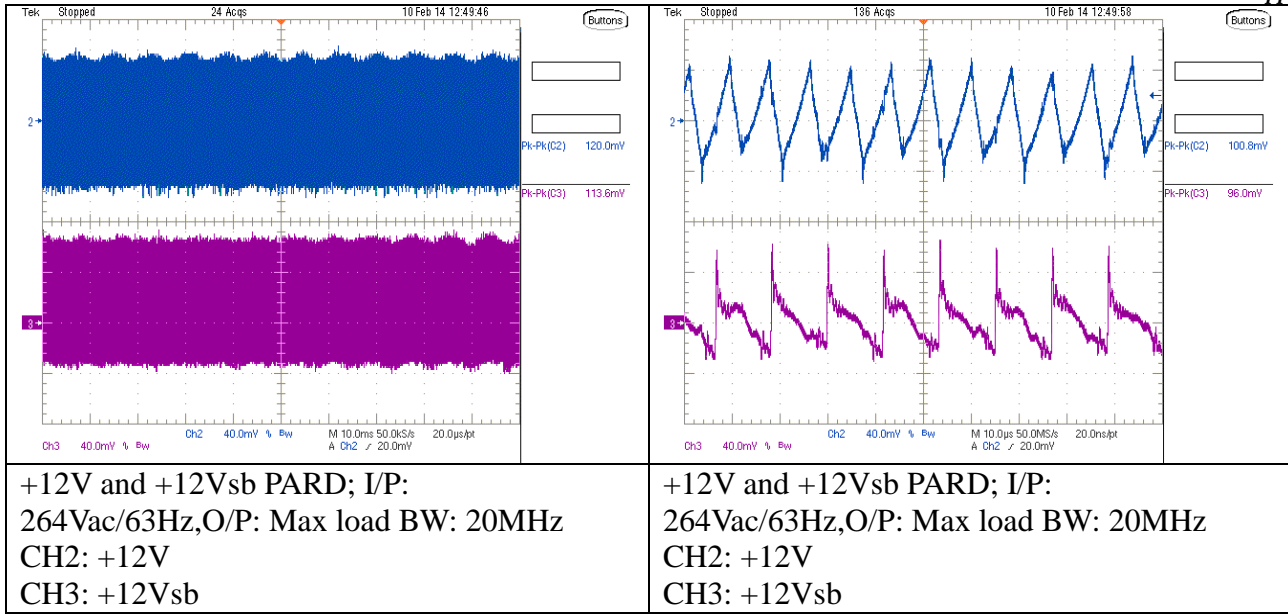 Tek Stopped 24 Acqs 10 Feb 14 12:49:46
Buttons
2
Pk-Pk(C2) 120.0mV
Pk-Pk(C3) 113.6mV
3
Ch2 40.0mV % Bw M 10.0ms 50.0kS/s 20.0µs/pt
Ch3 40.0mV % Bw A Ch2 / 20.0mV
+12V and +12Vsb PARD; I/P:
264Vac/63Hz,O/P: Max load BW: 20MHz
CH2: +12V
CH3: +12Vsb
Tek Stopped 136 Acqs 10 Feb 14 12:49:58
Buttons
2
Pk-Pk(C2) 100.8mV
Pk-Pk(C3) 96.0mV
3
Ch2 40.0mV % Bw M 10.0µs 50.0MS/s 20.0ns/pt
Ch3 40.0mV % Bw A Ch2 / 20.0mV
+12V and +12Vsb PARD; I/P:
264Vac/63Hz,O/P: Max load BW: 20MHz
CH2: +12V
CH3: +12Vsb